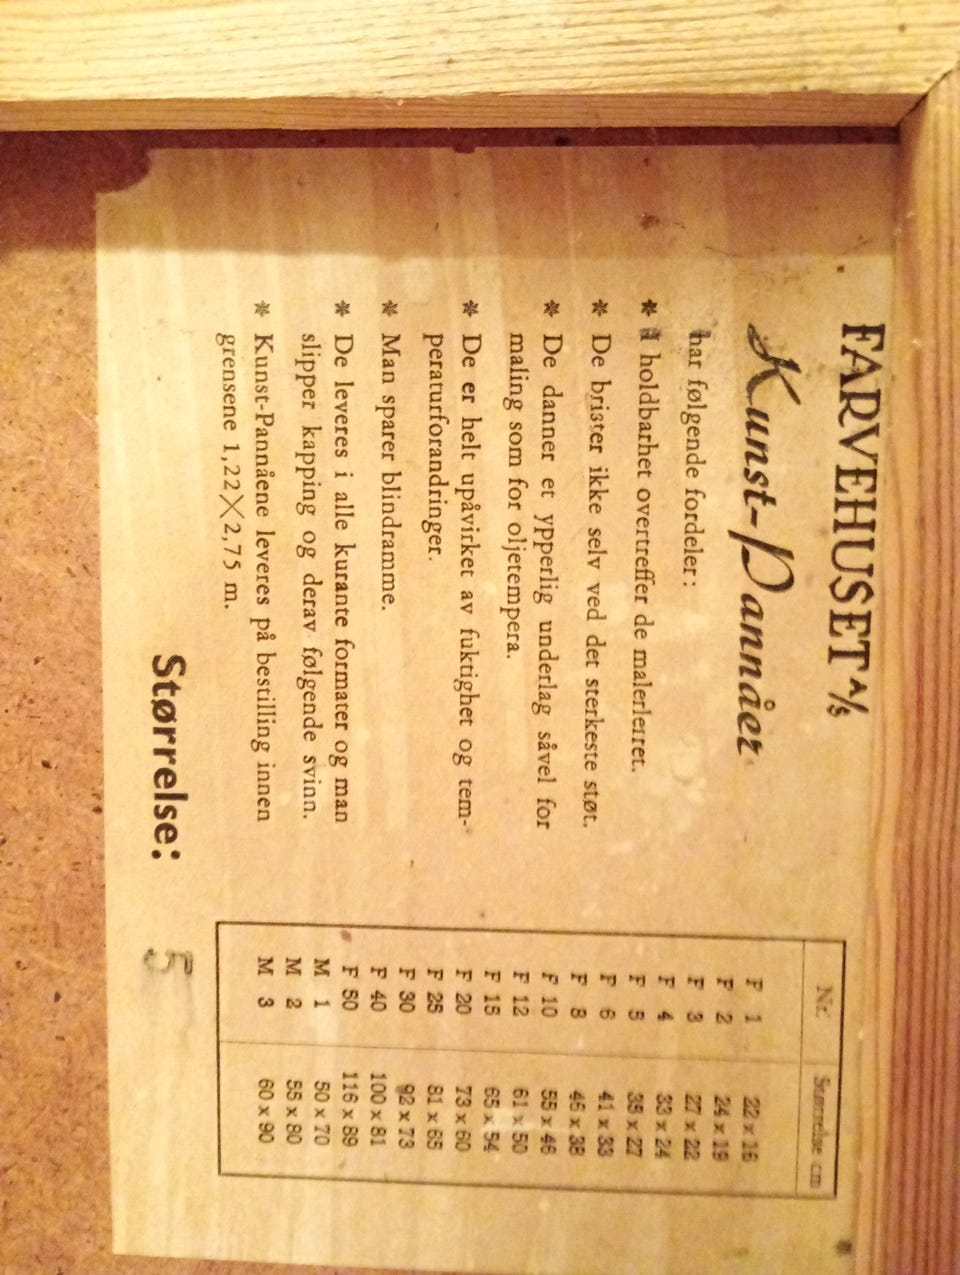 FARVEHUSET A/S
Kunst-Pannåer
har følgende fordeler:
* I holdbarhet overtreffer de malerlerret.
* De brister ikke selv ved det sterkeste støt.
* De danner et ypperlig underlag såvel for
maling som for oljetempera.
* De er helt upåvirket av fuktighet og tem-
peraturforandringer.
* Man sparer blindramme.
* De leveres i alle kurante formater og man
slipper kapping og derav følgende svinn.
* Kunst-Pannåene leveres på bestilling innen
grensene 1,22X2,75 m.
Størrelse: 5
Nr. Størrelse cm
F 1 22 x 16
F 2 24 x 19
F 3 27 x 22
F 4 33 x 24
F 5 35 x 27
F 6 41 x 33
F 8 46 x 38
F 10 55 x 46
F 12 61 x 50
F 15 65 x 54
F 20 73 x 60
F 25 81 x 65
F 30 92 x 73
F 40 100 x 81
F 50 116 x 89
M 1 50 x 70
M 2 55 x 80
M 3 60 x 90